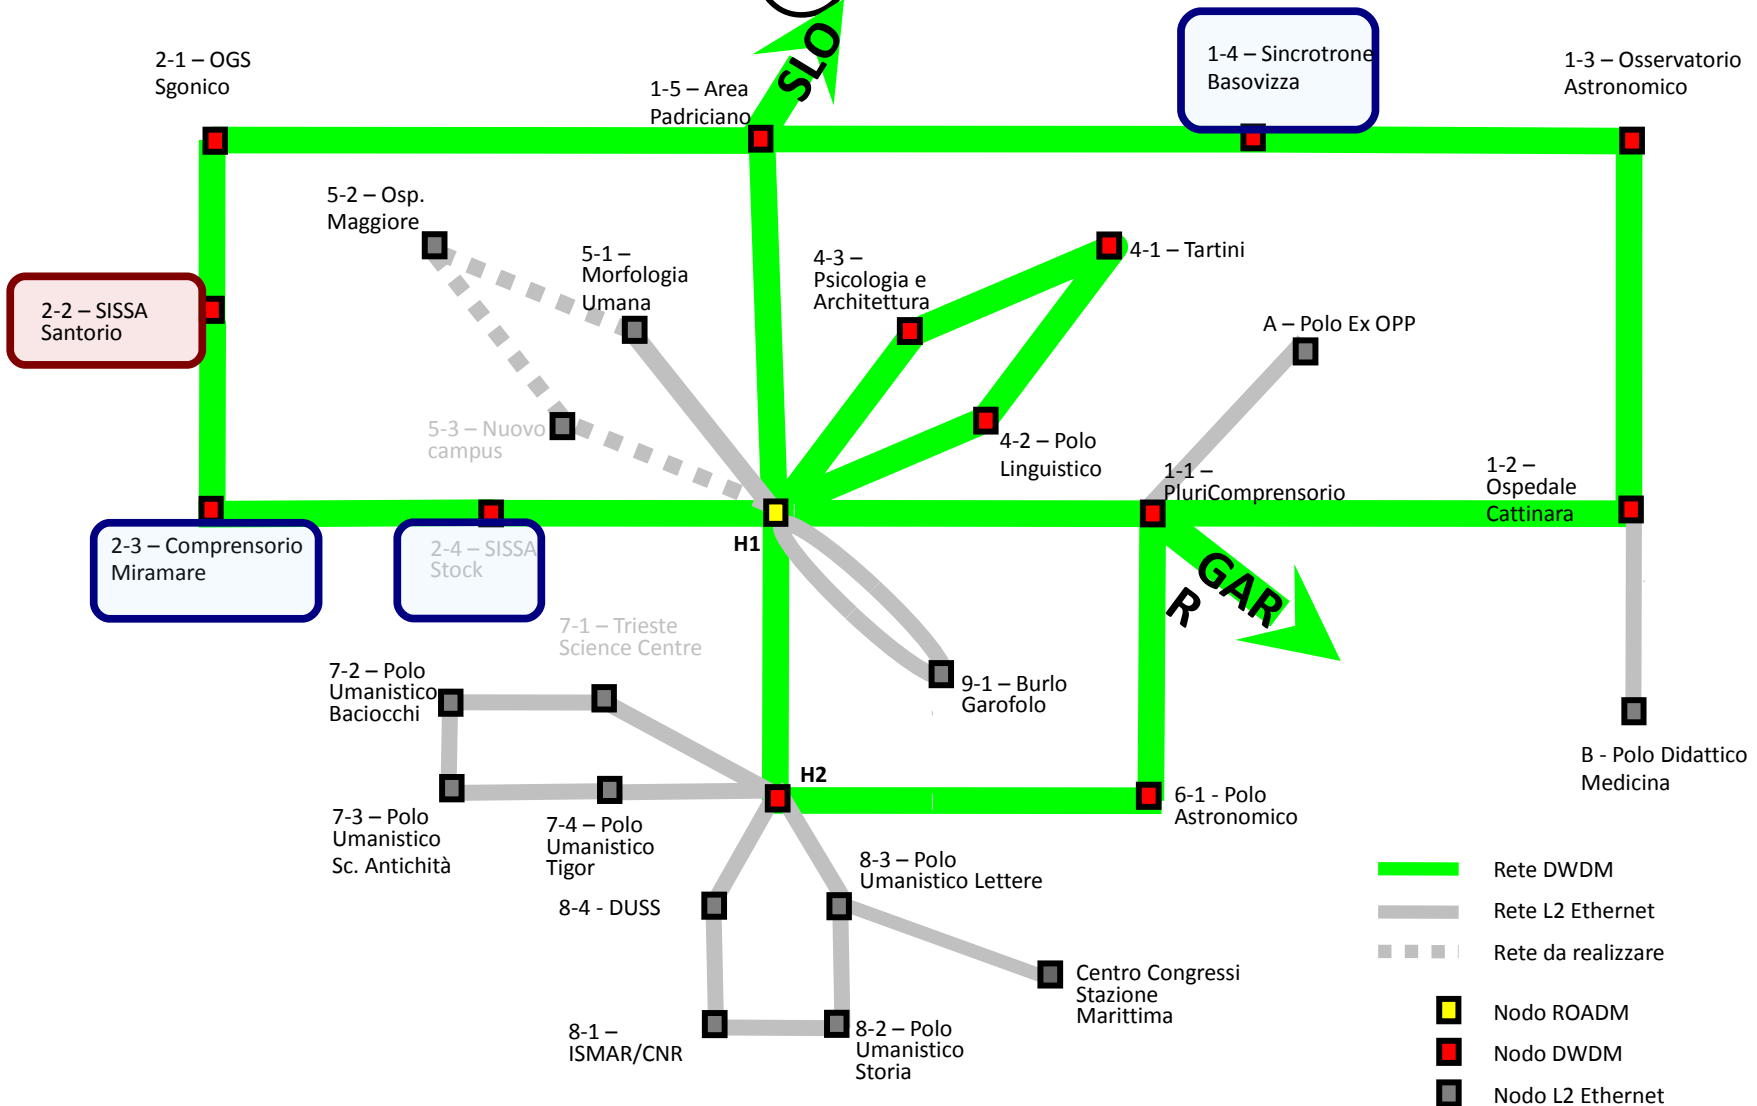 2-1 – OGS
Sgonico
1-5 – Area
Padriciano
SLO
1-4 – Sincrotrone
Basovizza
1-3 – Osservatorio
Astronomico
5-2 – Osp.
Maggiore
5-1 –
Morfologia
Umana
4-3 –
Psicologia e
Architettura
4-1 – Tartini
2-2 – SISSA
Santorio
A – Polo Ex OPP
5-3 – Nuovo
campus
4-2 – Polo
Linguistico
1-1 –
PluriComprensorio
1-2 –
Ospedale
Cattinara
2-3 – Comprensorio
Miramare
2-4 – SISSA
Stock
H1
GAR
R
7-1 – Trieste
Science Centre
7-2 – Polo
Umanistico
Baciocchi
9-1 – Burlo
Garofolo
B - Polo Didattico
Medicina
H2
7-3 – Polo
Umanistico
Sc. Antichità
7-4 – Polo
Umanistico
Tigor
6-1 - Polo
Astronomico
8-3 – Polo
Umanistico Lettere
8-4 - DUSS
Centro Congressi
Stazione
Marittima
8-1 –
ISMAR/CNR
8-2 – Polo
Umanistico
Storia
Rete DWDM
Rete L2 Ethernet
Rete da realizzare
Nodo ROADM
Nodo DWDM
Nodo L2 Ethernet